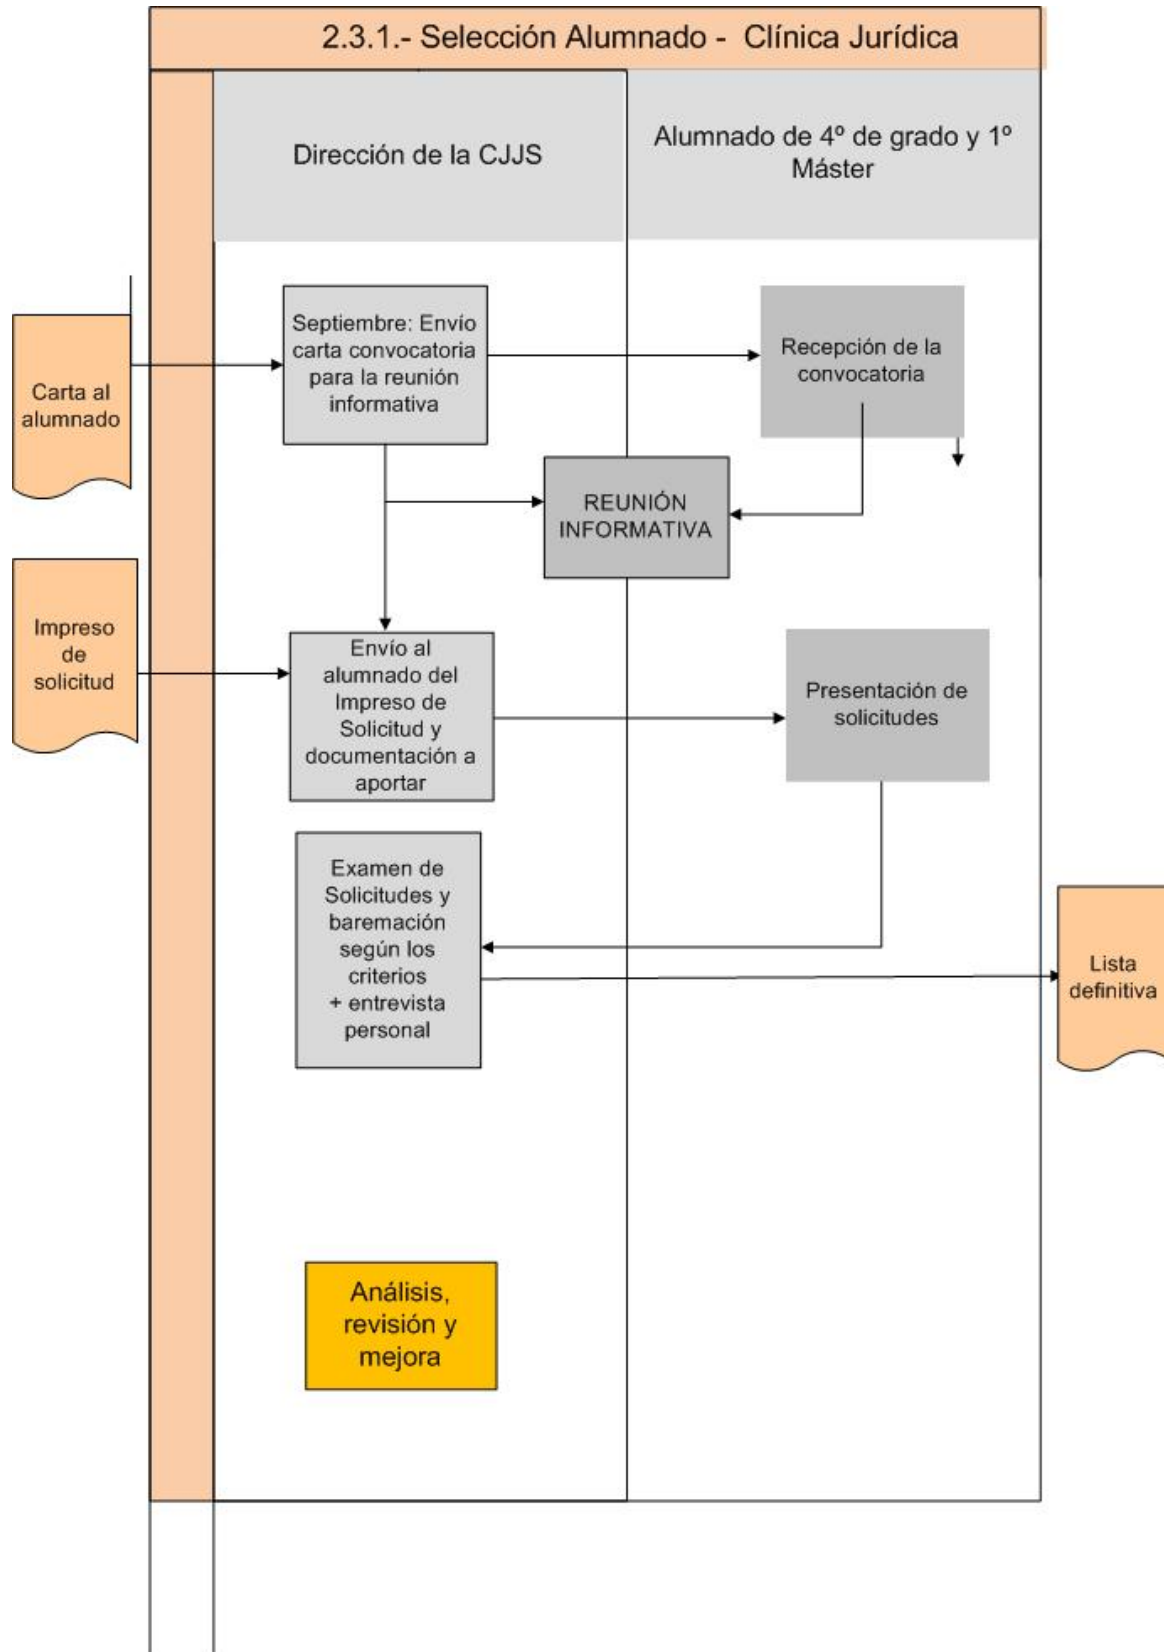 2.3.1.- Selección Alumnado - Clínica Jurídica
Dirección de la CJJS
Alumnado de 4º de grado y 1º
Máster
Carta al
alumnado
Septiembre: Envío
carta convocatoria
para la reunión
informativa
Recepción de la
convocatoria
REUNIÓN
INFORMATIVA
Impreso
de
solicitud
Envío al
alumnado del
Impreso de
Solicitud y
documentación a
aportar
Presentación de
solicitudes
Examen de
Solicitudes y
baremación
según los
criterios
+ entrevista
personal
Lista
definitiva
Análisis,
revisión y
mejora